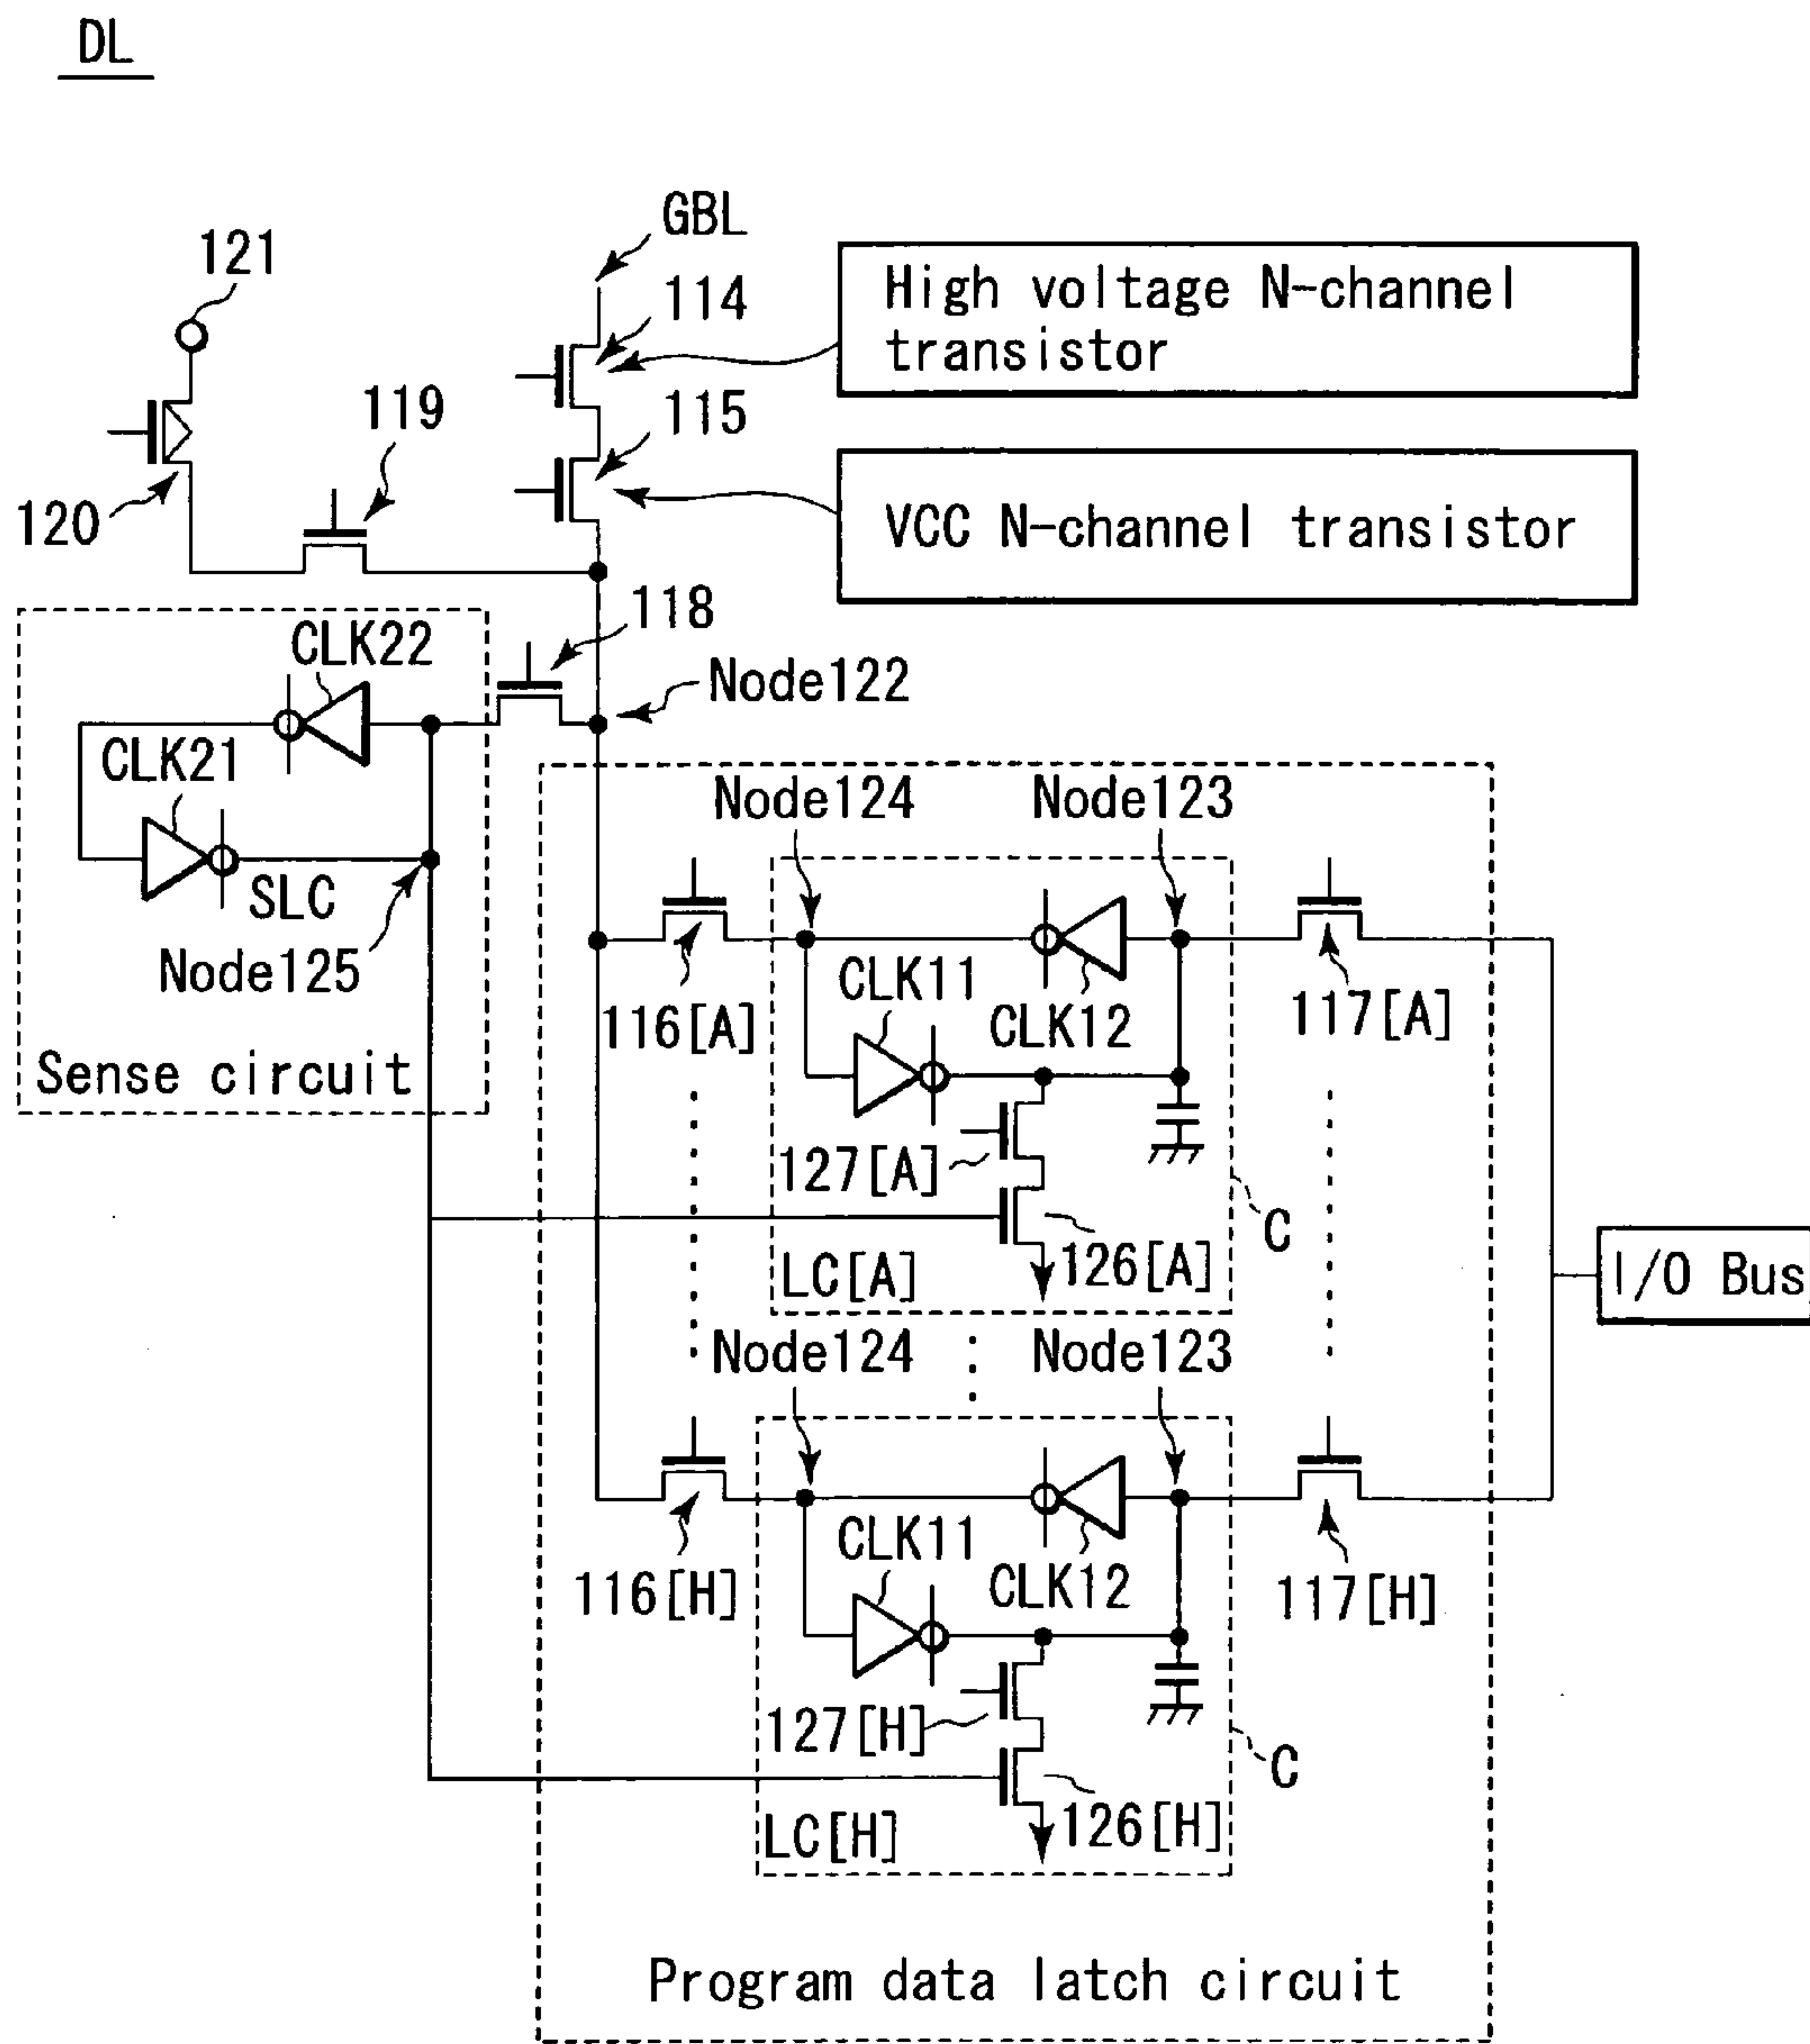 DL
GBL
121
114
High voltage N-channel
transistor
119
115
120
VCC N-channel transistor
118
CLK22
Node122
CLK21
Node124
Node123
SLC
Node125
CLK11
116[A]
CLK12
117[A]
Sense circuit
127[A]
C
LC[A]
126[A]
I/O Bus
Node124
Node123
CLK11
116[H]
CLK12
117[H]
127[H]
C
LC[H]
126[H]
Program data latch circuit